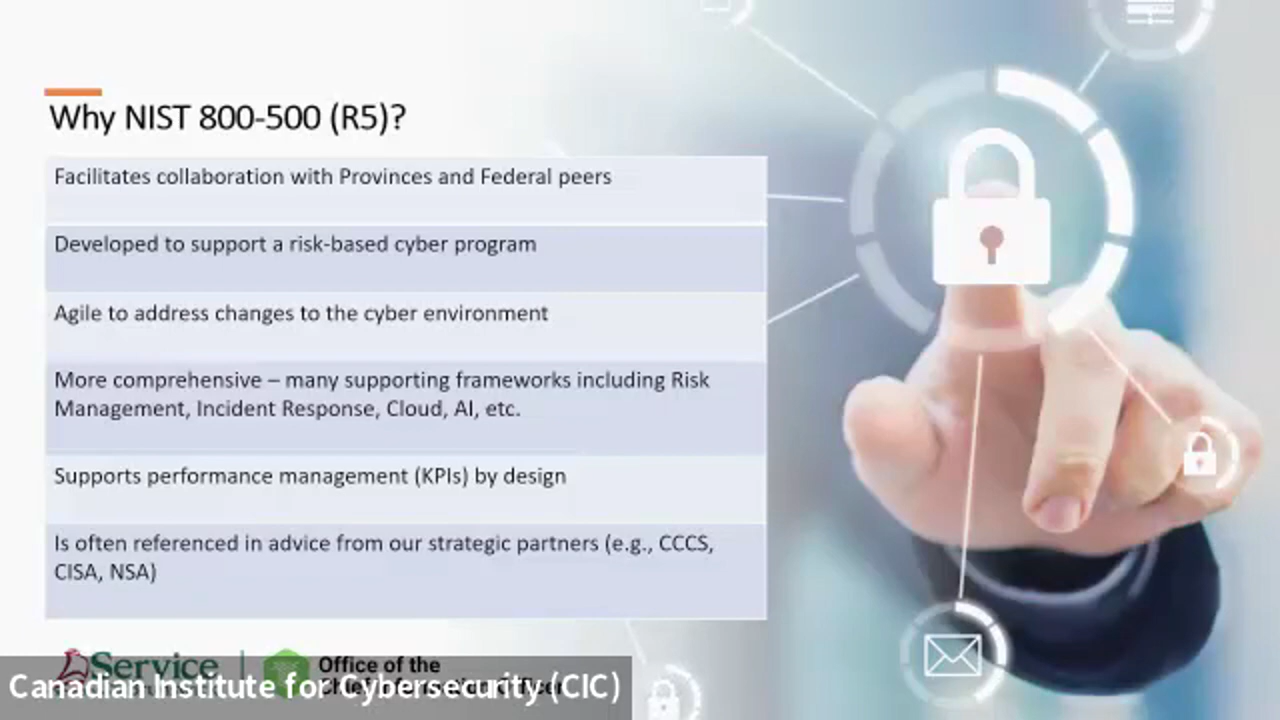 Why NIST 800-500 (R5)?
Facilitates collaboration with Provinces and Federal peers
Developed to support a risk-based cyber program
Agile to address changes to the cyber environment
More comprehensive – many supporting frameworks including Risk
Management, Incident Response, Cloud, AI, etc.
Supports performance management (KPIs) by design
Is often referenced in advice from our strategic partners (e.g., CCCS,
CISA, NSA)
Service
Office of the
Canadian Institute for Cybersecurity (CIC)